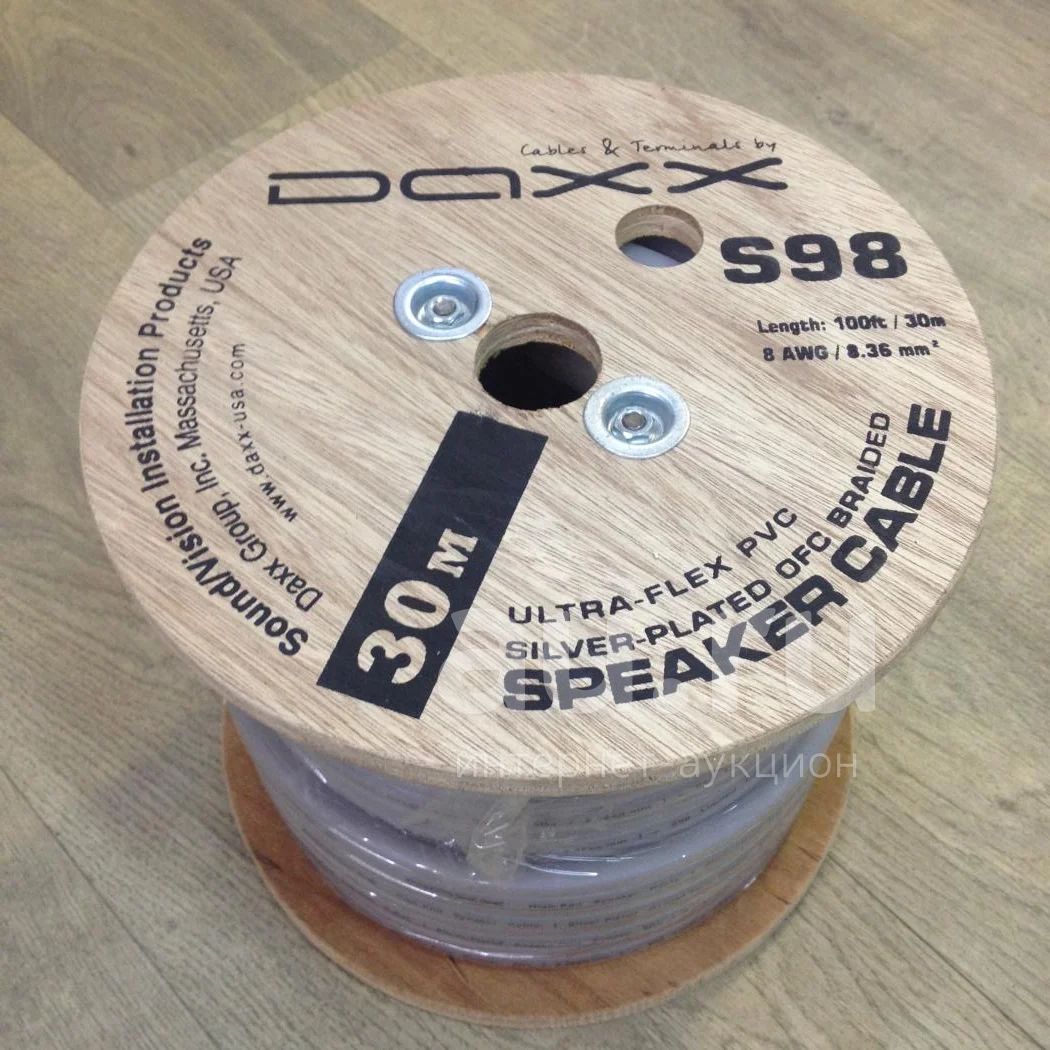 Cables & Terminals by
DAXX
S98
Length: 100ft / 30m
8 AWG / 8.36 mm²
Sound/Vision Installation Products
Daxx Group, Inc. Massachusetts, USA
www.daxx-usa.com
30м
ULTRA-FLEX PVC
SILVER-PLATED OFC BRAIDED
SPEAKER CABLE
интернет аукцион